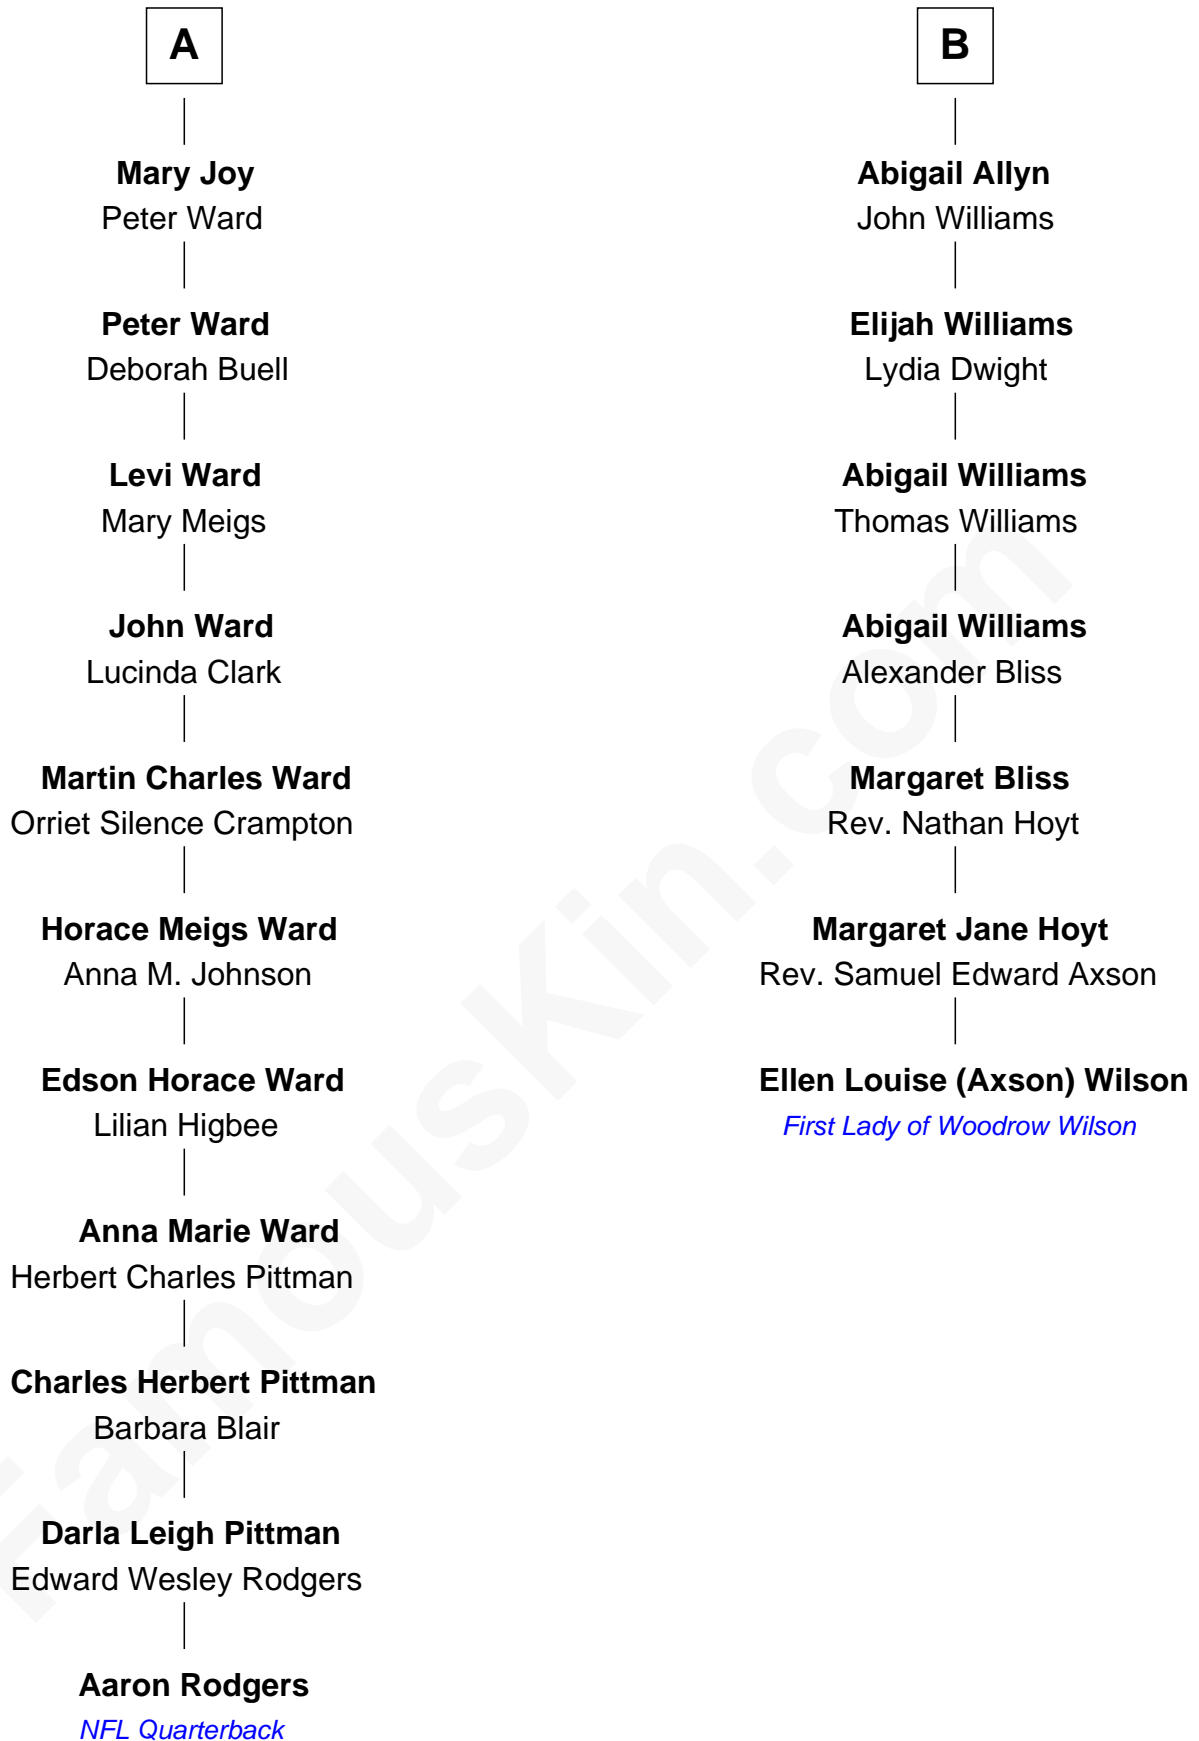 A
Mary Joy
Peter Ward
Peter Ward
Deborah Buell
Levi Ward
Mary Meigs
John Ward
Lucinda Clark
Martin Charles Ward
Orriet Silence Crampton
Horace Meigs Ward
Anna M. Johnson
Edson Horace Ward
Lilian Higbee
Anna Marie Ward
Herbert Charles Pittman
Charles Herbert Pittman
Barbara Blair
Darla Leigh Pittman
Edward Wesley Rodgers
Aaron Rodgers
NFL Quarterback
B
Abigail Allyn
John Williams
Elijah Williams
Lydia Dwight
Abigail Williams
Thomas Williams
Abigail Williams
Alexander Bliss
Margaret Bliss
Rev. Nathan Hoyt
Margaret Jane Hoyt
Rev. Samuel Edward Axson
Ellen Louise (Axson) Wilson
First Lady of Woodrow Wilson
FamousKin.com